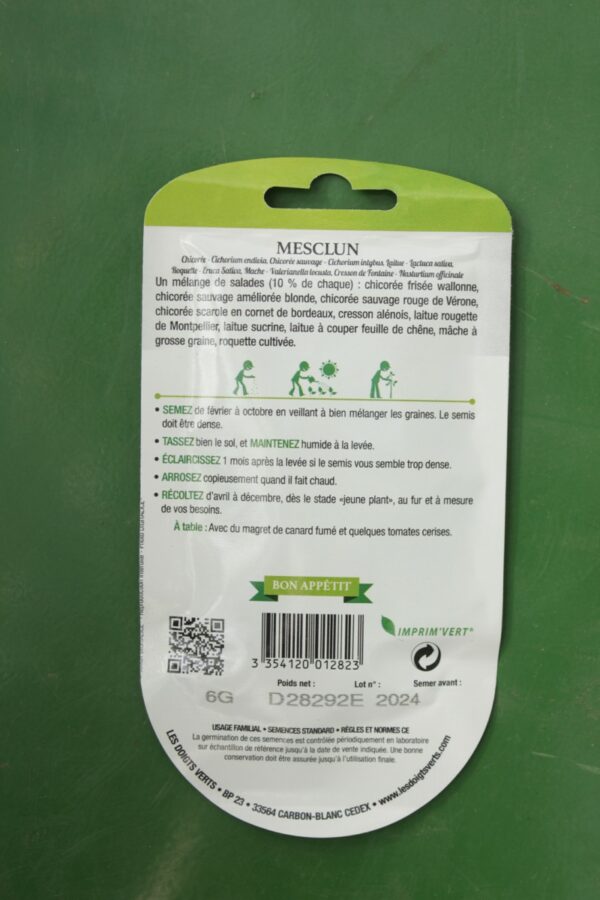 MESCLUN
Chicorée - Cichorium endivia, Chicorée sauvage - Cichorium intybus, Laitue - Lactuca sativa,
Roquette - Eruca Sativa, Mache - Valerianella locusta, Cresson de Fontaine - Nasturtium officinale
Un mélange de salades (10 % de chaque) : chicorée frisée wallonne,
chicorée sauvage améliorée blonde, chicorée sauvage rouge de Vérone,
chicorée scarole en cornet de bordeaux, cresson alénois, laitue rougette
de Montpellier, laitue sucrine, laitue à couper feuille de chêne, mâche à
grosse graine, roquette cultivée.
• SEMEZ de février à octobre en veillant à bien mélanger les graines. Le semis
doit être dense.
• TASSEZ bien le sol, et MAINTENEZ humide à la levée.
• ÉCLAIRCISSEZ 1 mois après la levée si le semis vous semble trop dense.
• ARROSEZ copieusement quand il fait chaud.
• RÉCOLTEZ d'avril à décembre, dès le stade «jeune plant», au fur et à mesure
de vos besoins.
À table : Avec du magret de canard fumé et quelques tomates cerises.
BON APPÉTIT
IMPRIM'VERT®
3 354120 012823
Poids net : Lot n° : Semer avant :
6G D28292E 2024
USAGE FAMILIAL • SEMENCES STANDARD • RÈGLES ET NORMES CE
La germination de ces semences est contrôlée périodiquement en laboratoire
sur échantillon de référence jusqu'à la date de vente indiquée. Une bonne
conservation doit être assurée jusqu'à l'utilisation finale.
LES DOIGTS VERTS • BP 23 • 33564 CARBON-BLANC CEDEX • www.lesdoigtsverts.com